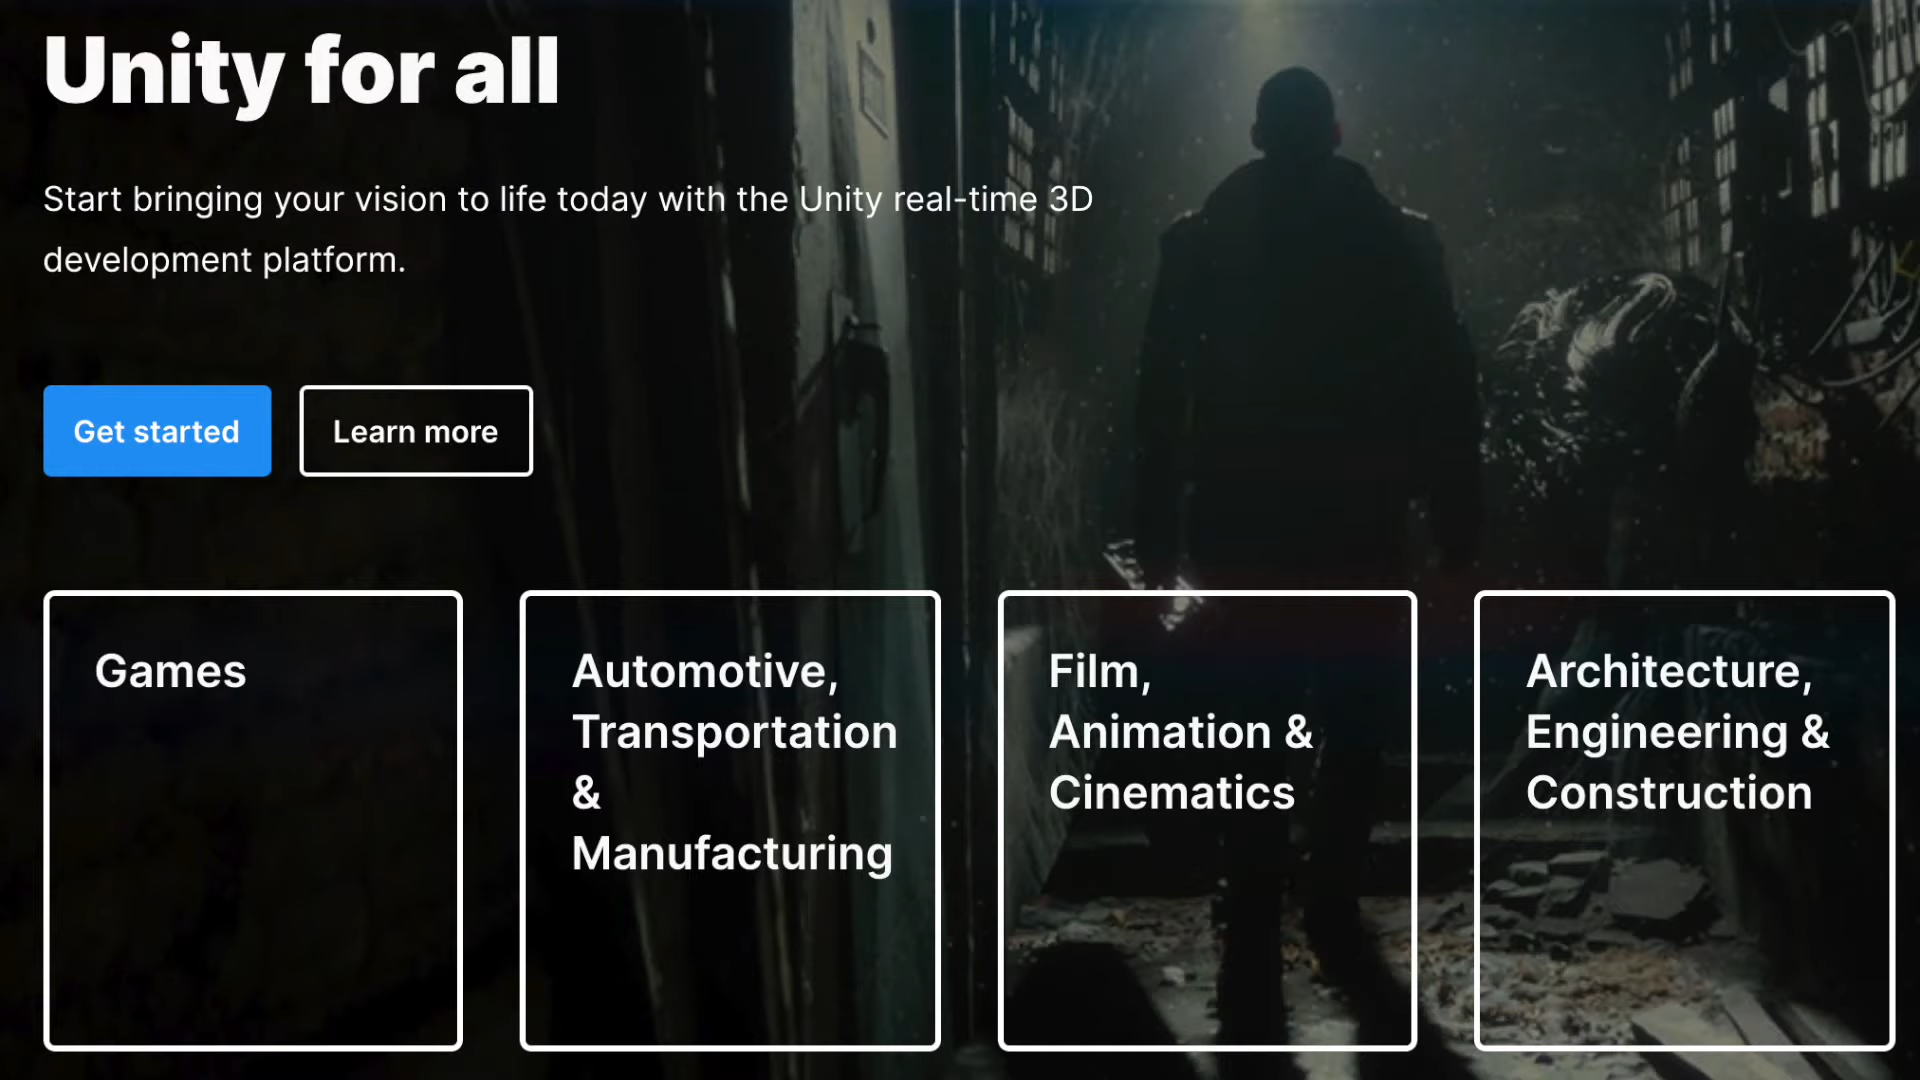 Unity for all
Start bringing your vision to life today with the Unity real-time 3D
development platform.
Get started
Learn more
Games
Automotive,
Transportation
&
Manufacturing
Film,
Animation &
Cinematics
Architecture,
Engineering &
Construction